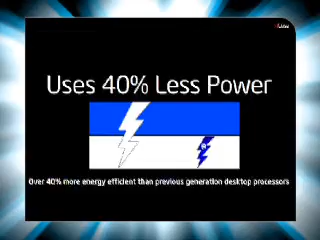 Uses 40% Less Power
Over 40% more energy efficient than previous generation desktop processors